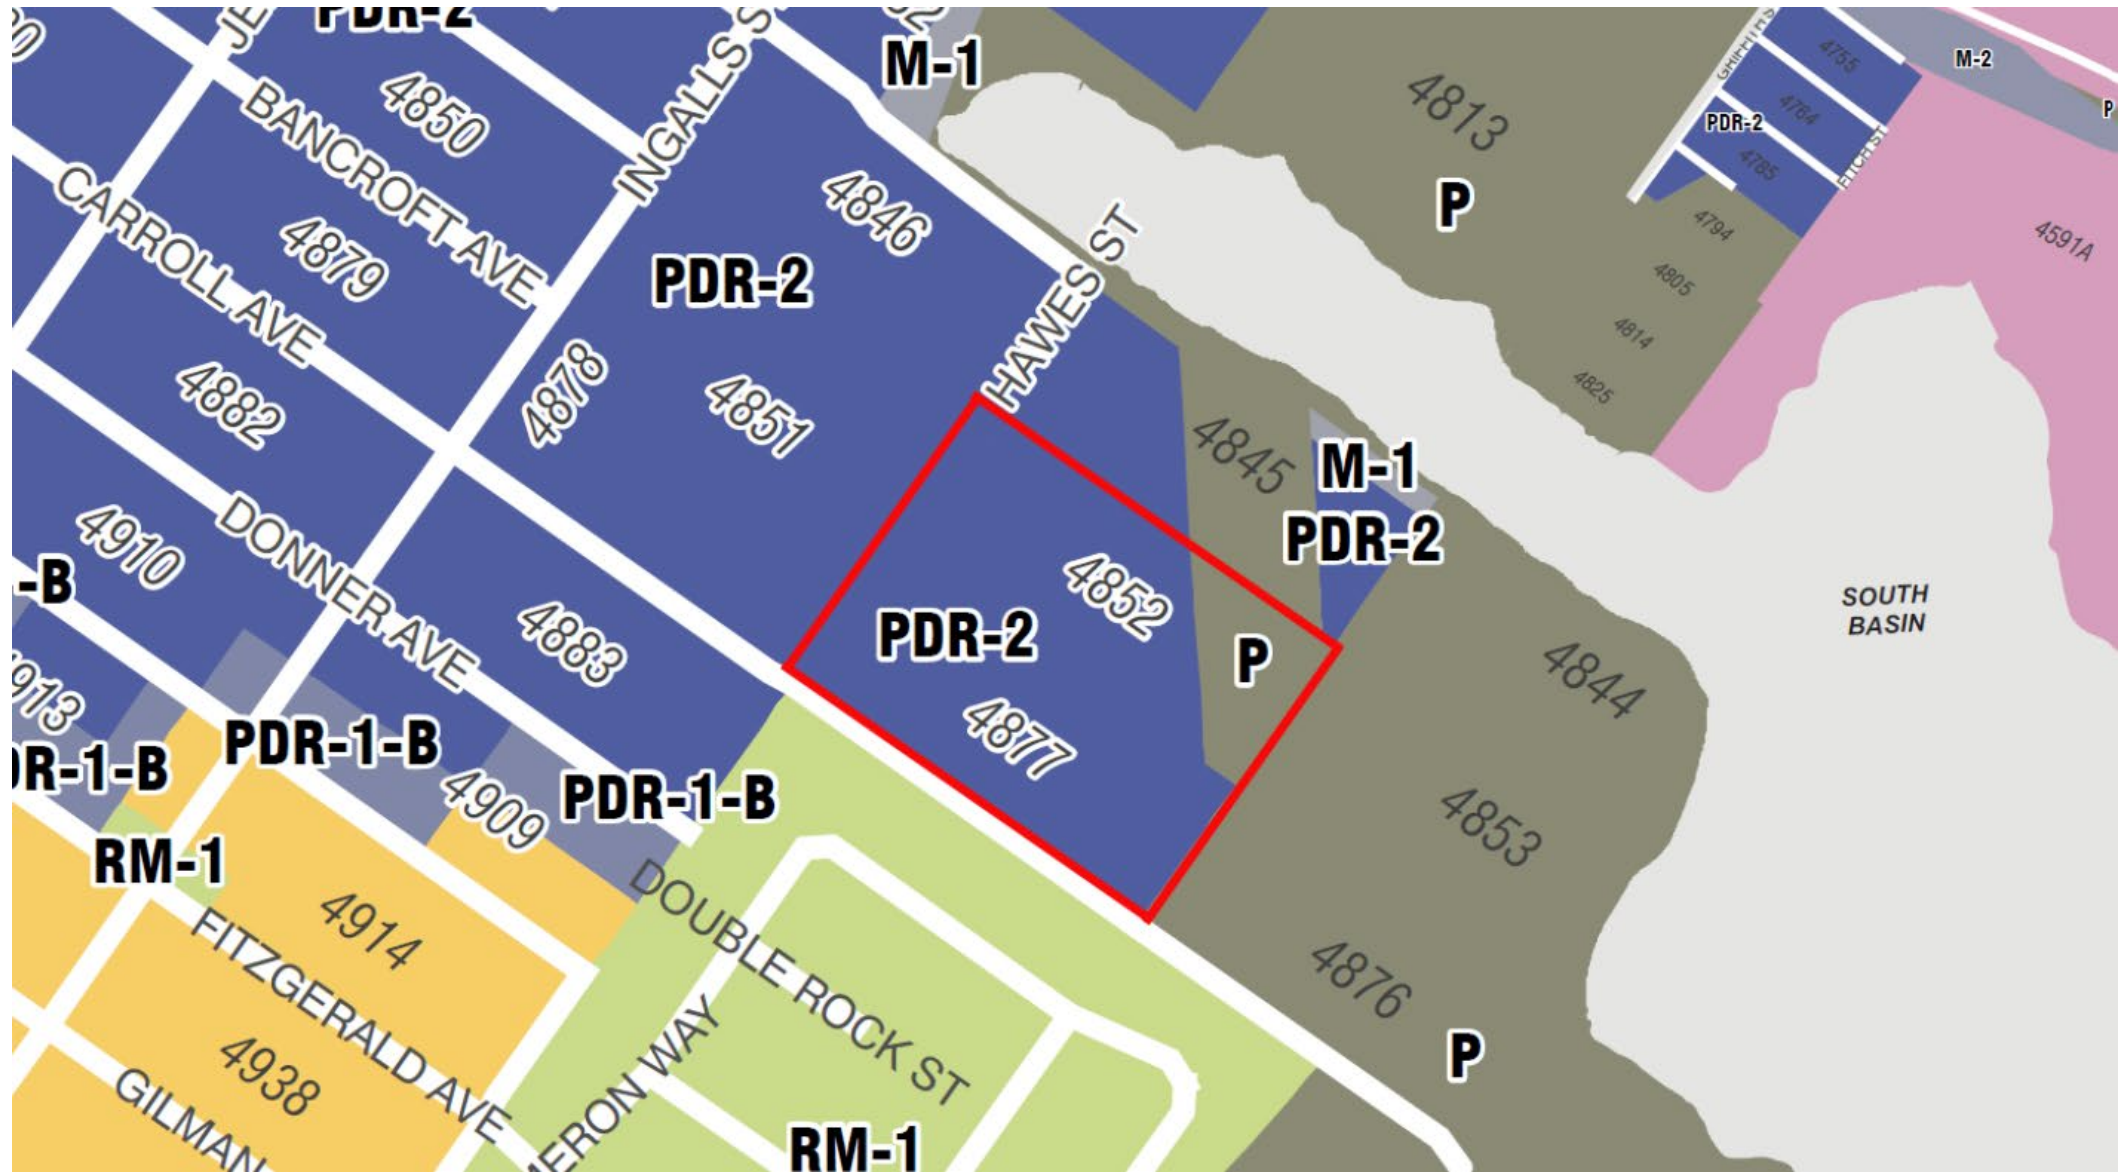 PDR-2
M-1
M-2
P
4755
4764
PDR-2
4785
FITCH ST
4813
P
4850
BANCROFT AVE
INGALLS S
4846
4794
4591A
CARROLL AVE
4879
PDR-2
HAWES ST
4805
4814
4825
4882
4878
4851
4845
M-1
PDR-2
4910
DONNER AVE
-B
4883
4852
PDR-2
P
SOUTH
BASIN
4844
4877
PDR-1-B
PDR-1-B
4909
4853
RM-1
DOUBLE ROCK ST
4914
FITZGERALD AVE
4876
P
4938
GILMAN
RM-1